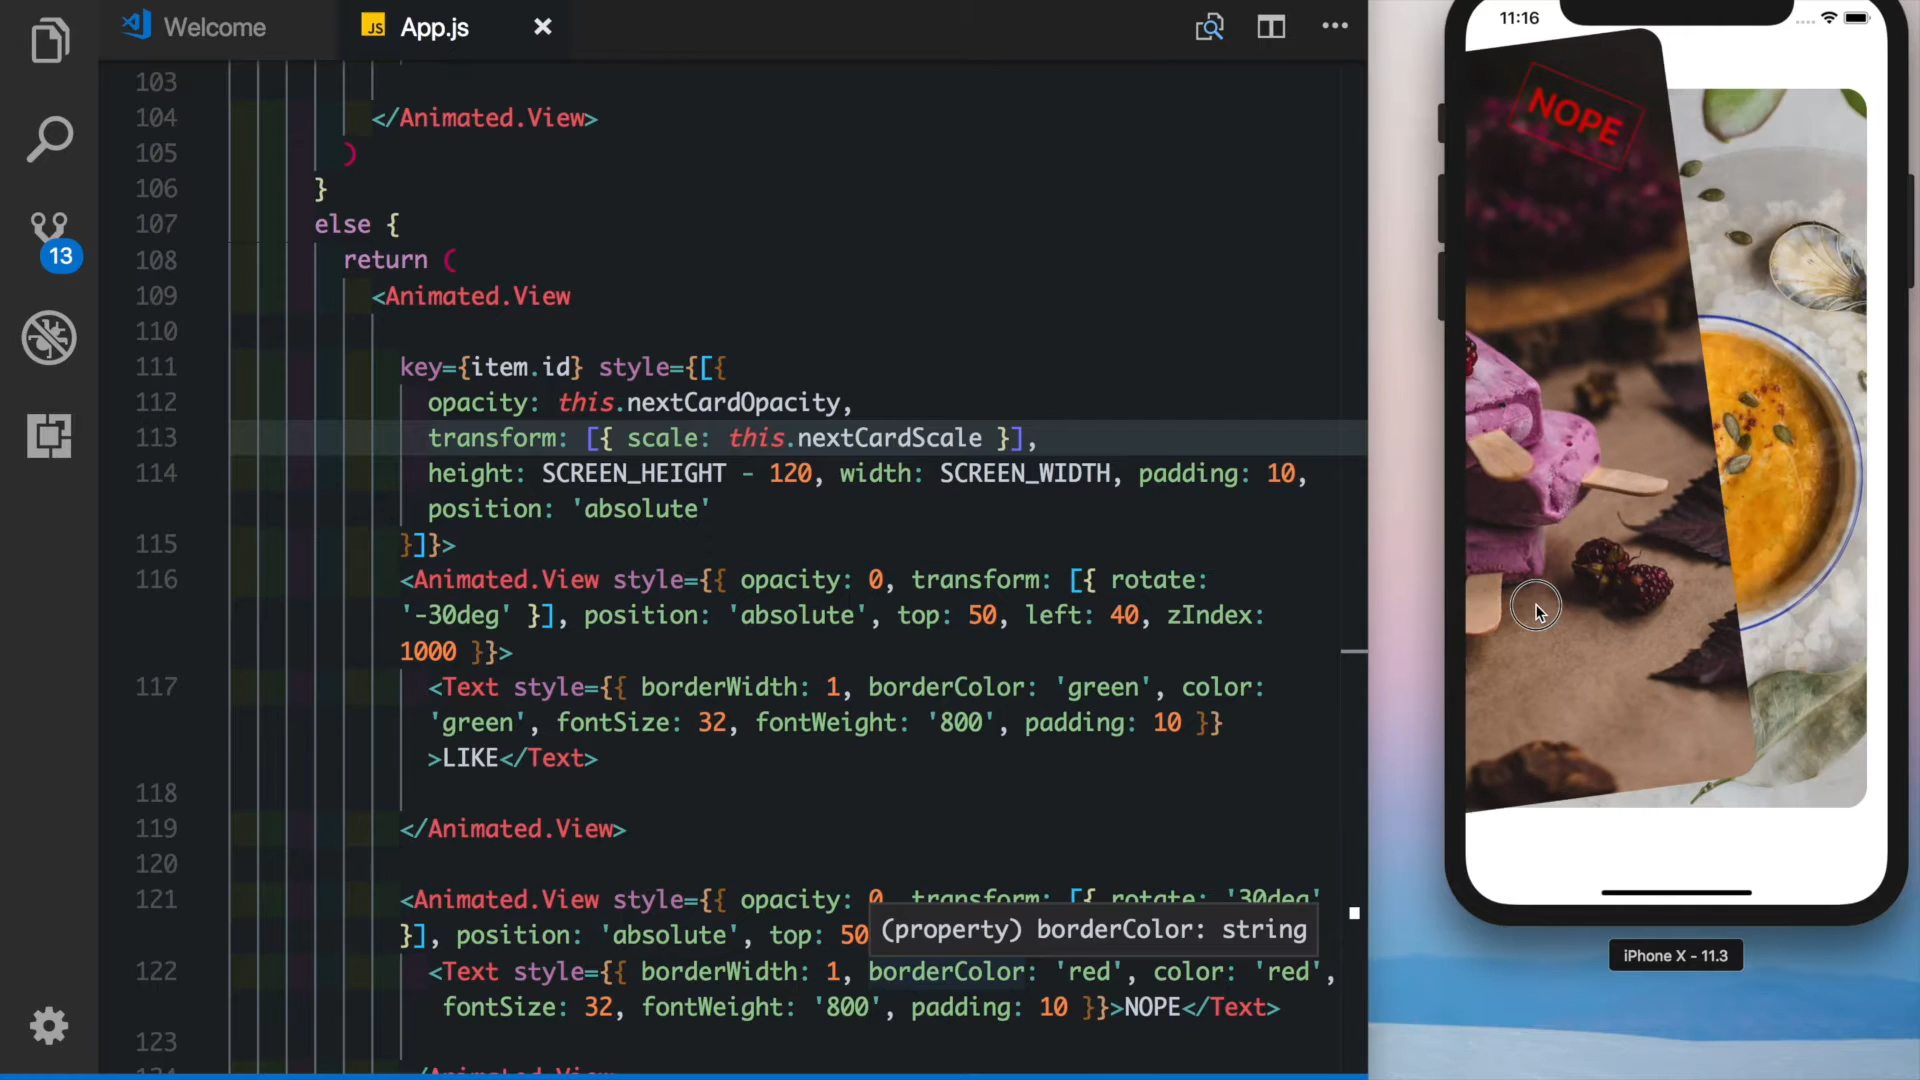 Welcome
JS App.js
103
104 </Animated.View>
105 )
106 }
107 else {
108 return (
109 <Animated.View
110
111 key={item.id} style={[{
112 opacity: this.nextCardOpacity,
113 transform: [{ scale: this.nextCardScale }],
114 height: SCREEN_HEIGHT - 120, width: SCREEN_WIDTH, padding: 10,
position: 'absolute'
115 }]}>
116 <Animated.View style={{ opacity: 0, transform: [{ rotate:
'-30deg' }], position: 'absolute', top: 50, left: 40, zIndex:
1000 }}>
117 <Text style={{ borderWidth: 1, borderColor: 'green', color:
'green', fontSize: 32, fontWeight: '800', padding: 10 }}
>LIKE</Text>
118
119 </Animated.View>
120
121 <Animated.View style={{ opacity: 0, transform: [{ rotate: '30deg'
}], position: 'absolute', top: 50
(property) borderColor: string
122 <Text style={{ borderWidth: 1, borderColor: 'red', color: 'red',
fontSize: 32, fontWeight: '800', padding: 10 }}>NOPE</Text>
123
</Animated.View>
13
11:16
NOPE
iPhone X - 11.3